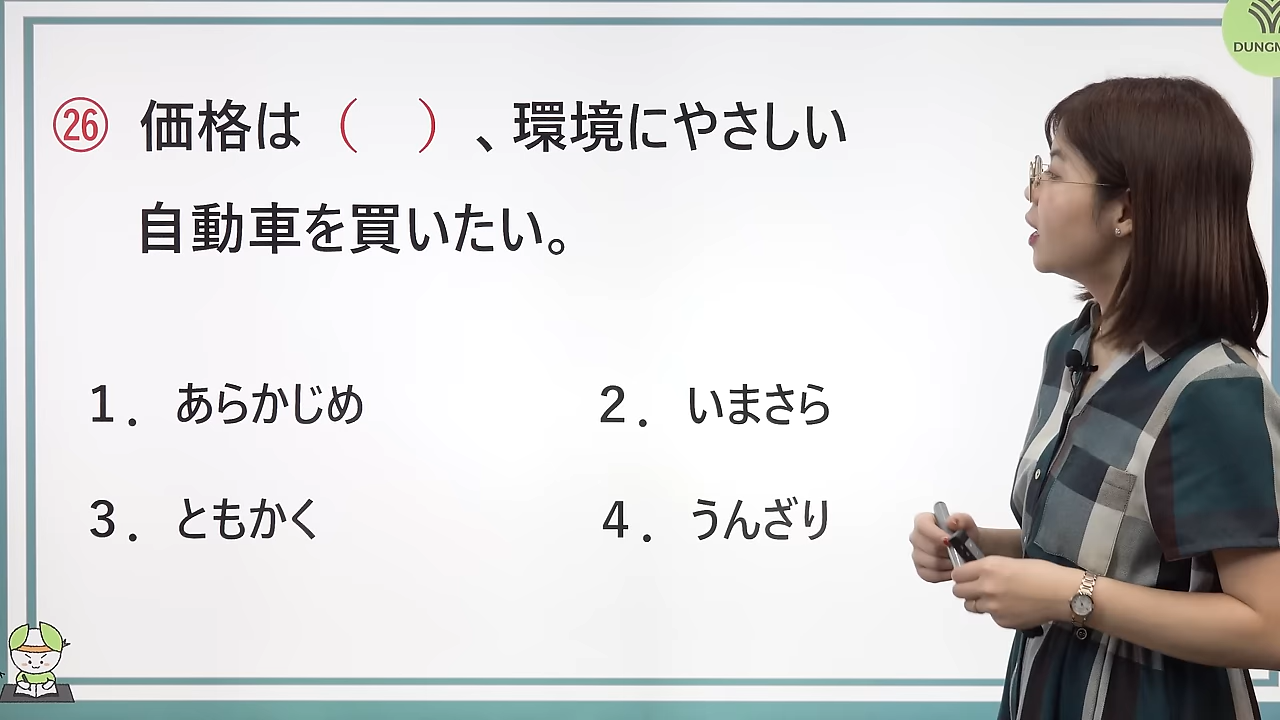 ㉖ 価格は（　）、環境にやさしい
自動車を買いたい。
1．あらかじめ
2．いまさら
3．ともかく
4．うんざり